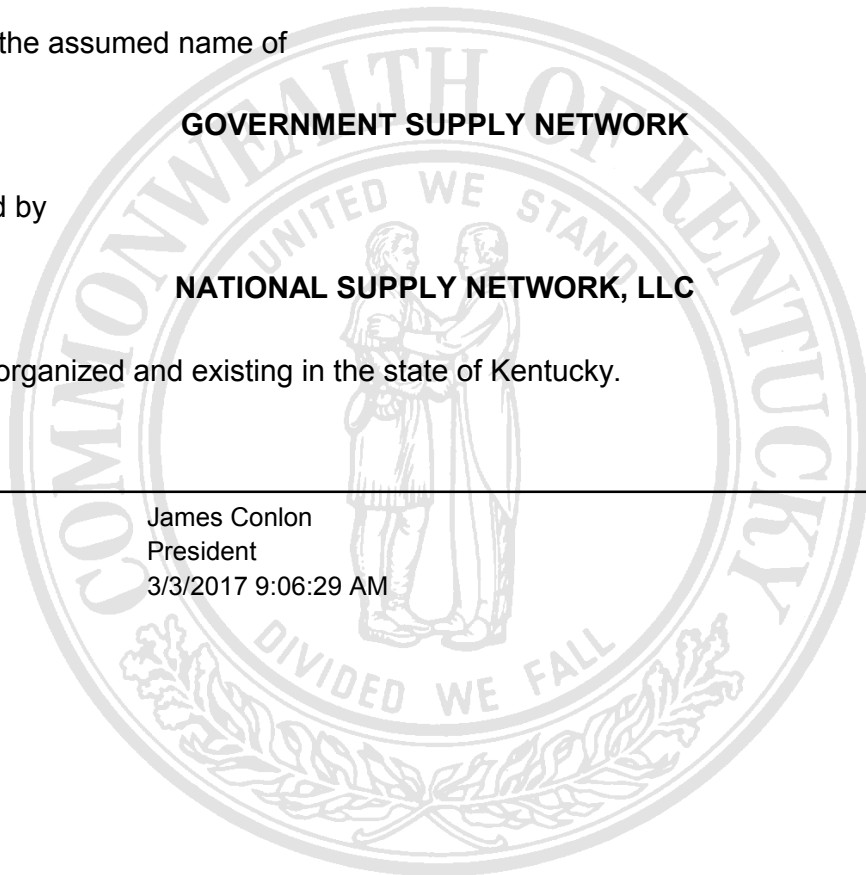 the assumed name of
GOVERNMENT SUPPLY NETWORK
d by
NATIONAL SUPPLY NETWORK, LLC
organized and existing in the state of Kentucky.
James Conlon
President
3/3/2017 9:06:29 AM
COMMONWEALTH OF KENTUCKY
UNITED WE STAND
DIVIDED WE FALL